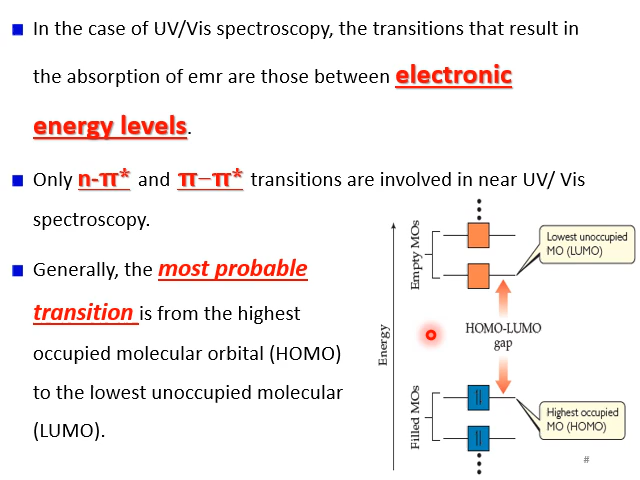 In the case of UV/Vis spectroscopy, the transitions that result in
the absorption of emr are those between electronic
energy levels.
Only n-π* and π−π* transitions are involved in near UV/ Vis
spectroscopy.
Generally, the most probable
transition is from the highest
occupied molecular orbital (HOMO)
to the lowest unoccupied molecular
(LUMO).
Energy
Empty MOs
Filled MOs
Lowest unoccupied
MO (LUMO)
HOMO-LUMO
gap
Highest occupied
MO (HOMO)
#